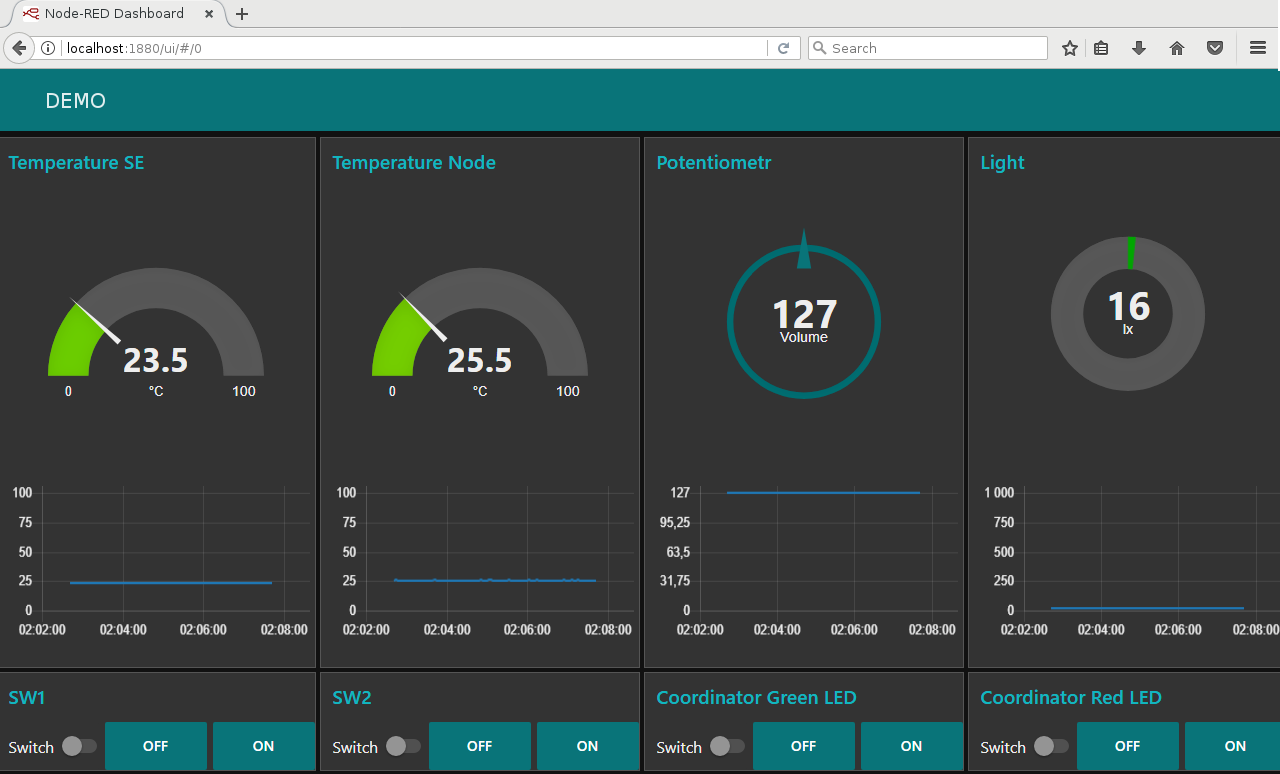 Node-RED Dashboard
localhost:1880/ui/#/0
Search
DEMO
Temperature SE
23.5
0 °C 100
100
75
50
25
0
02:02:00 02:04:00 02:06:00 02:08:00
Temperature Node
25.5
0 °C 100
100
75
50
25
0
02:02:00 02:04:00 02:06:00 02:08:00
Potentiometr
127
Volume
127
95,25
63,5
31,75
0
02:02:00 02:04:00 02:06:00 02:08:00
Light
16
lx
1 000
750
500
250
0
02:02:00 02:04:00 02:06:00 02:08:00
SW1
Switch OFF ON
SW2
Switch OFF ON
Coordinator Green LED
Switch OFF ON
Coordinator Red LED
Switch OFF ON